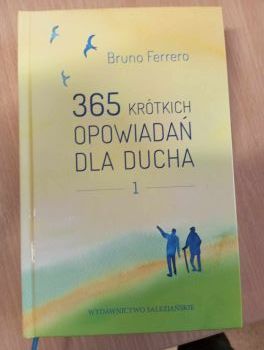 Bruno Ferrero
365 KRÓTKICH
OPOWIADAŃ
DLA DUCHA
1
WYDAWNICTWO SALEZJAŃSKIE